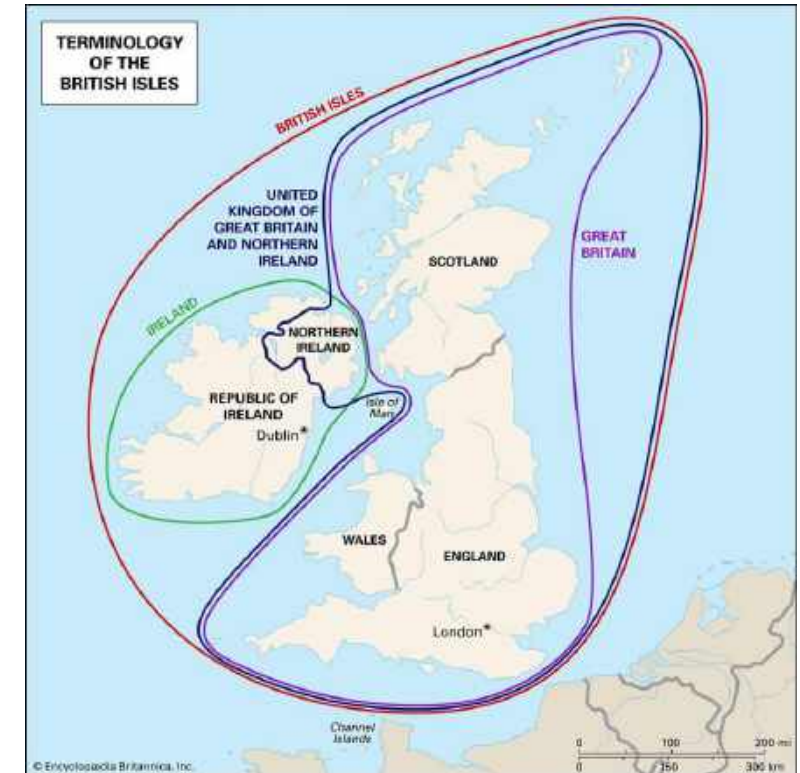 TERMINOLOGY
OF THE
BRITISH ISLES
BRITISH ISLES
UNITED
KINGDOM OF
GREAT BRITAIN
AND NORTHERN
IRELAND
GREAT
BRITAIN
SCOTLAND
IRELAND
NORTHERN
IRELAND
REPUBLIC OF
IRELAND
Dublin
Isle of
Man
WALES
ENGLAND
London
Channel
Islands
0 100 200 mi
0 150 300 km
© Encyclopædia Britannica, Inc.